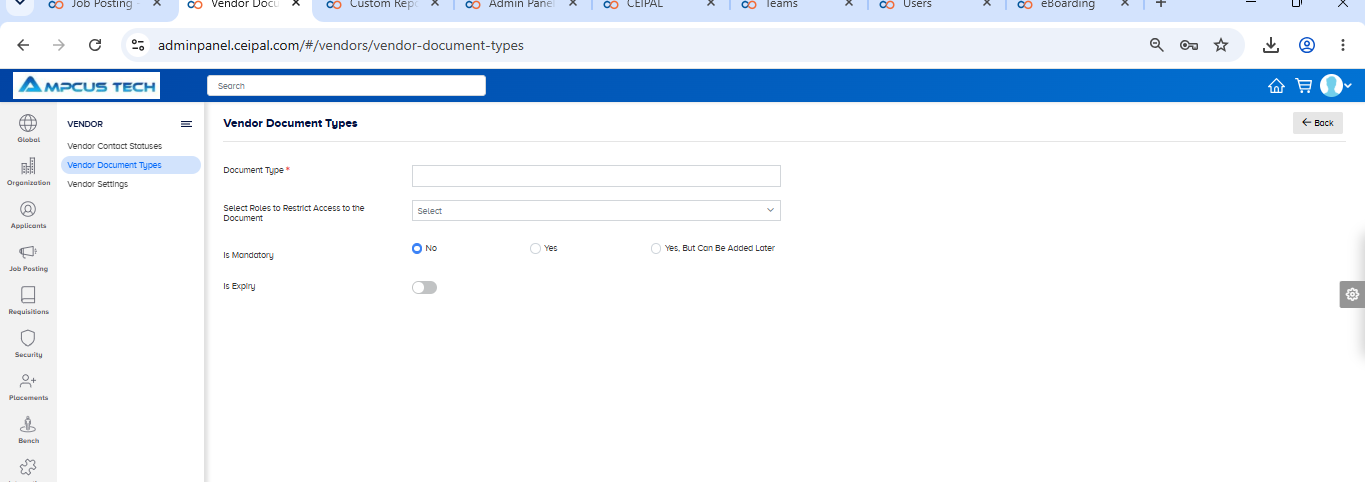 Job Posting -
Vendor Docu
Custom Repo
Admin Panel
CEIPAL
Teams
Users
eBoarding
adminpanel.ceipal.com/#/vendors/vendor-document-types
AMPCUS TECH
Search
Global
Organization
Applicants
Job Posting
Requisitions
Security
Placements
Bench
VENDOR
Vendor Contact Statuses
Vendor Document Types
Vendor Settings
Vendor Document Types
← Back
Document Type *
Select Roles to Restrict Access to the
Document
Select
Is Mandatory
No
Yes
Yes, But Can Be Added Later
Is Expiry